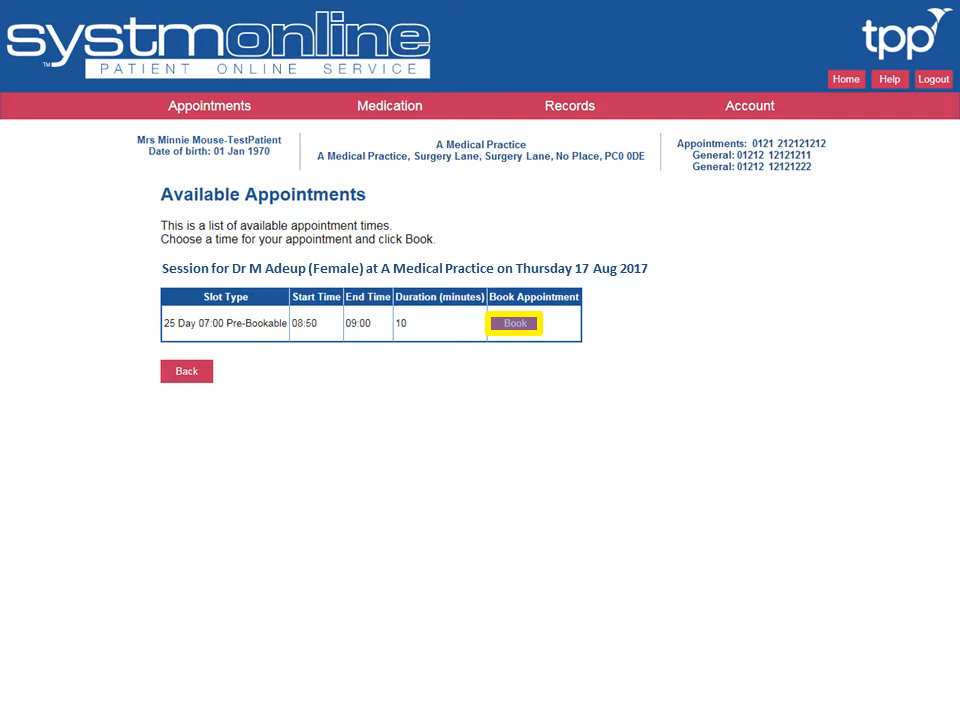 systmonline
TM PATIENT ONLINE SERVICE
tpp
Home Help Logout
Appointments Medication Records Account
Mrs Minnie Mouse-TestPatient
Date of birth: 01 Jan 1970
A Medical Practice
A Medical Practice, Surgery Lane, Surgery Lane, No Place, PC0 0DE
Appointments: 0121 212121212
General: 01212 12121211
General: 01212 12121222
Available Appointments
This is a list of available appointment times.
Choose a time for your appointment and click Book.
Session for Dr M Adeup (Female) at A Medical Practice on Thursday 17 Aug 2017
Slot Type Start Time End Time Duration (minutes) Book Appointment
25 Day 07:00 Pre-Bookable 08:50 09:00 10 Book
Back